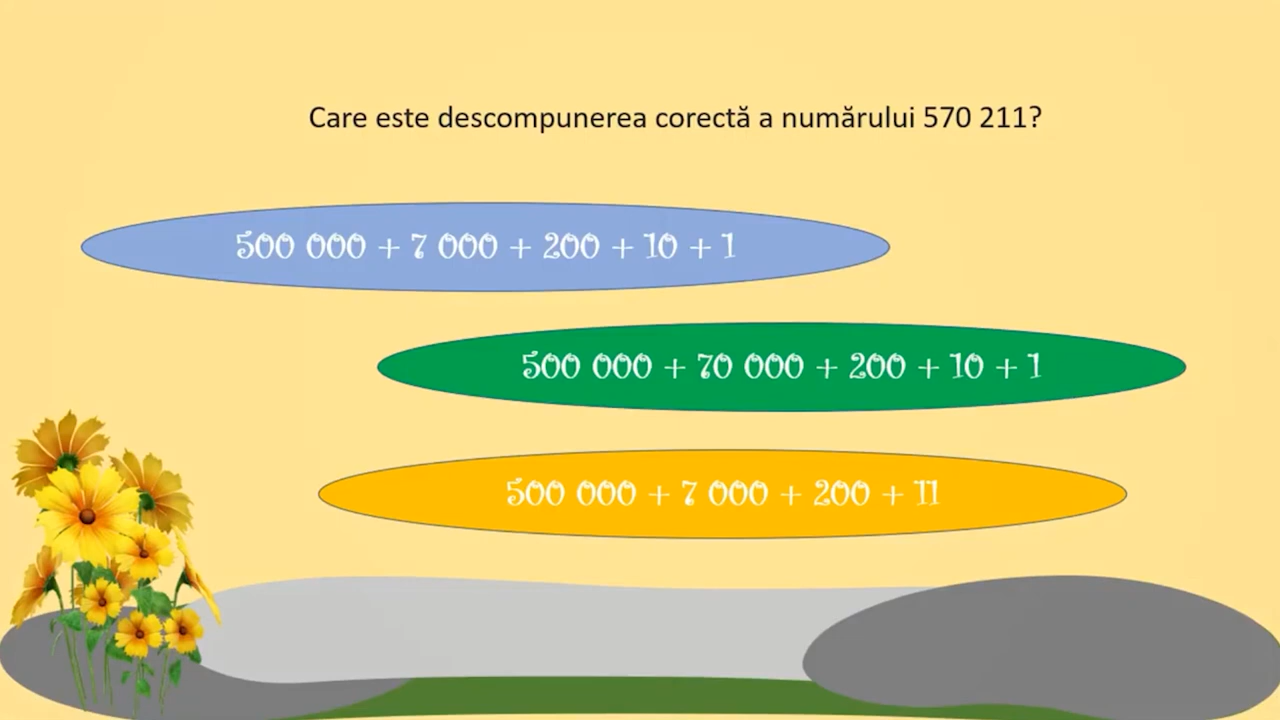 Care este descompunerea corectă a numărului 570 211?
500 000 + 7 000 + 200 + 10 + 1
500 000 + 70 000 + 200 + 10 + 1
500 000 + 7 000 + 200 + 11